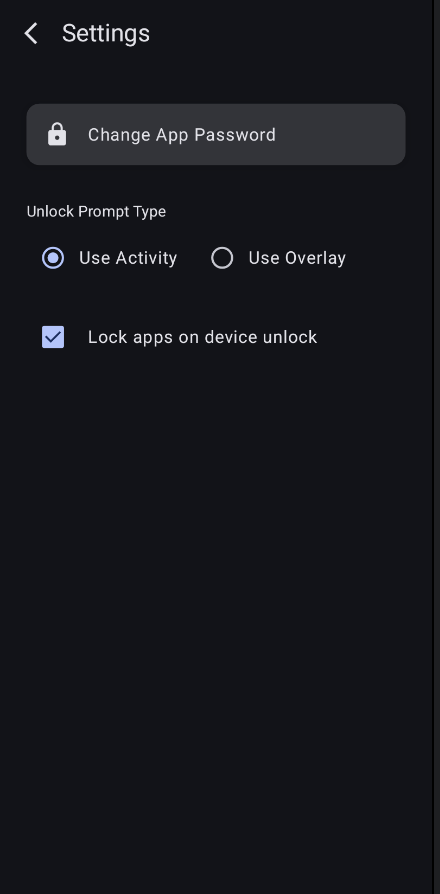 Settings
Change App Password
Unlock Prompt Type
Use Activity Use Overlay
Lock apps on device unlock